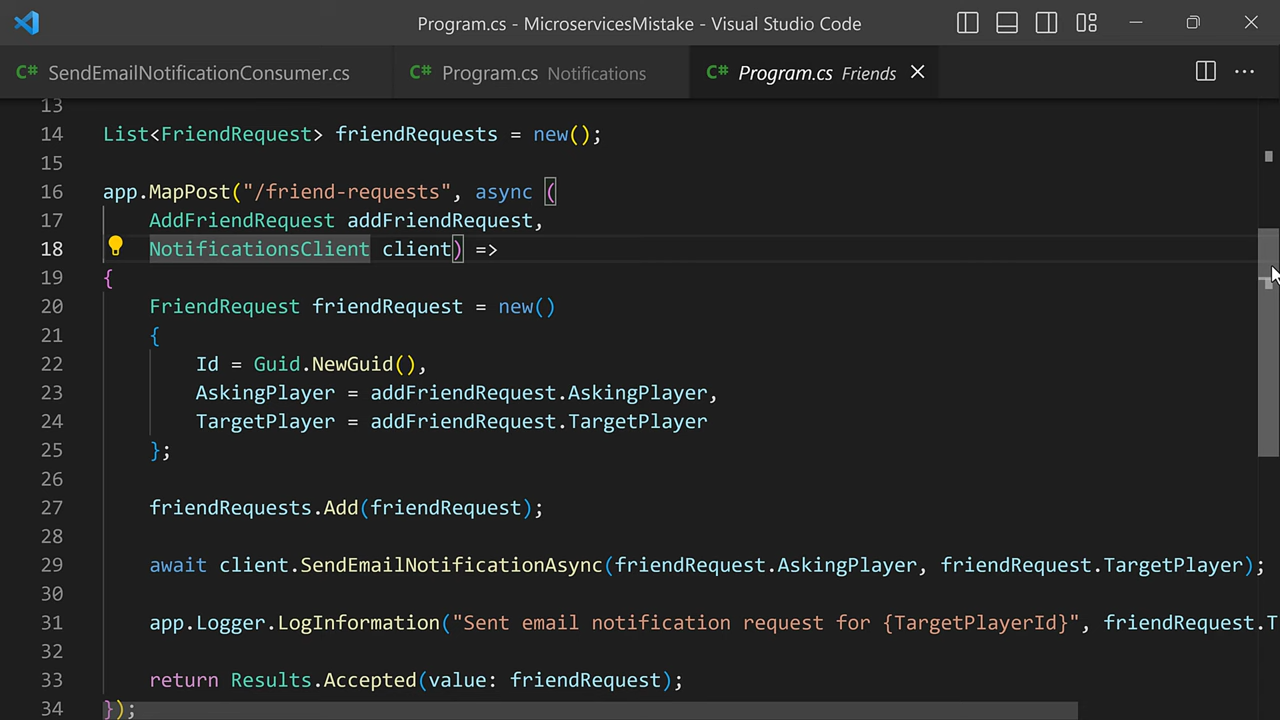 Program.cs - MicroservicesMistake - Visual Studio Code
C# SendEmailNotificationConsumer.cs
C# Program.cs Notifications
C# Program.cs Friends
13
14 List<FriendRequest> friendRequests = new();
15
16 app.MapPost("/friend-requests", async (
17 AddFriendRequest addFriendRequest,
18 NotificationsClient client) =>
19 {
20 FriendRequest friendRequest = new()
21 {
22 Id = Guid.NewGuid(),
23 AskingPlayer = addFriendRequest.AskingPlayer,
24 TargetPlayer = addFriendRequest.TargetPlayer
25 };
26
27 friendRequests.Add(friendRequest);
28
29 await client.SendEmailNotificationAsync(friendRequest.AskingPlayer, friendRequest.TargetPlayer);
30
31 app.Logger.LogInformation("Sent email notification request for {TargetPlayerId}", friendRequest.T
32
33 return Results.Accepted(value: friendRequest);
34 });